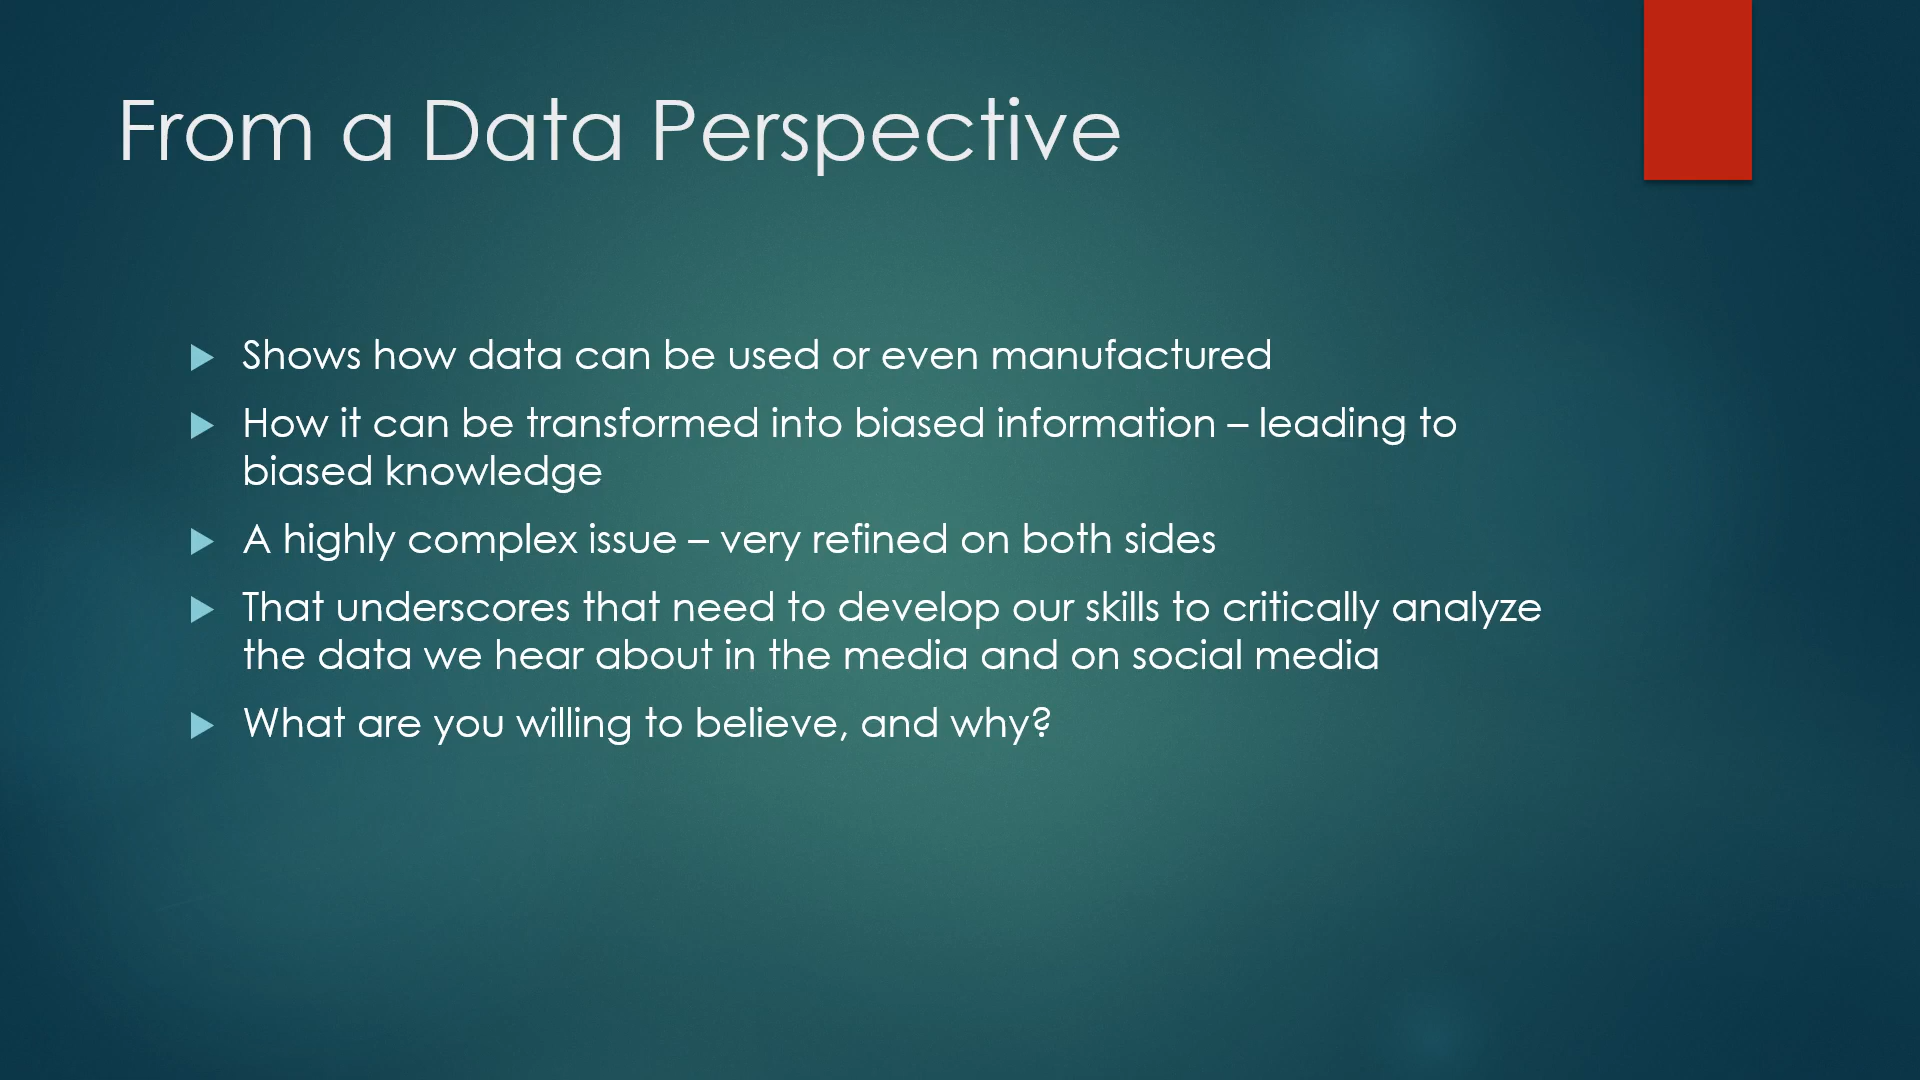 From a Data Perspective
Shows how data can be used or even manufactured
How it can be transformed into biased information – leading to
biased knowledge
A highly complex issue – very refined on both sides
That underscores that need to develop our skills to critically analyze
the data we hear about in the media and on social media
What are you willing to believe, and why?